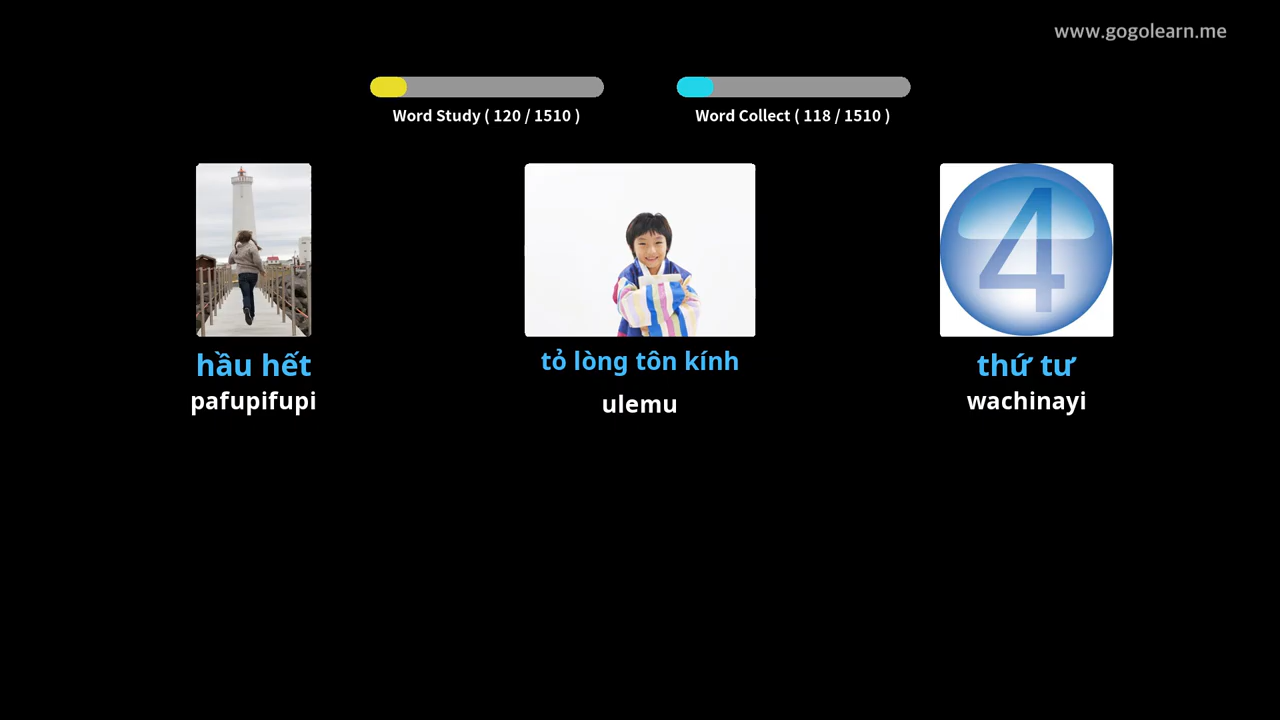 www.gogolearn.me
Word Study ( 120 / 1510 )
Word Collect ( 118 / 1510 )
4
hầu hết
pafupifupi
tỏ lòng tôn kính
ulemu
thứ tư
wachinayi